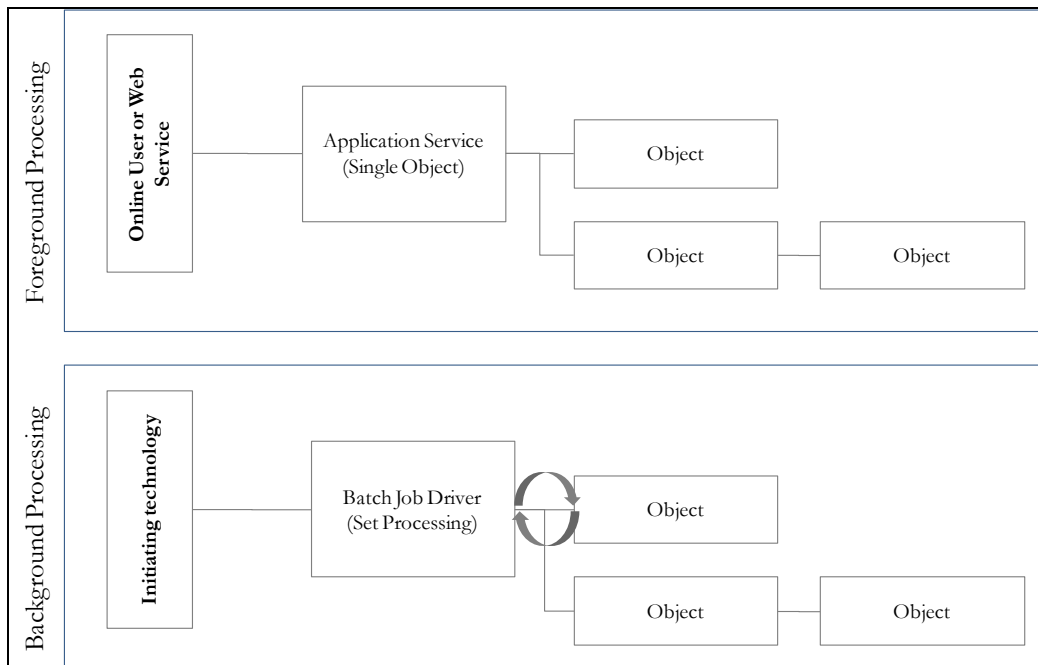 Foreground Processing
Online User or Web
Service
Application Service
(Single Object)
Object
Object
Object
Background Processing
Initiating technology
Batch Job Driver
(Set Processing)
Object
Object
Object